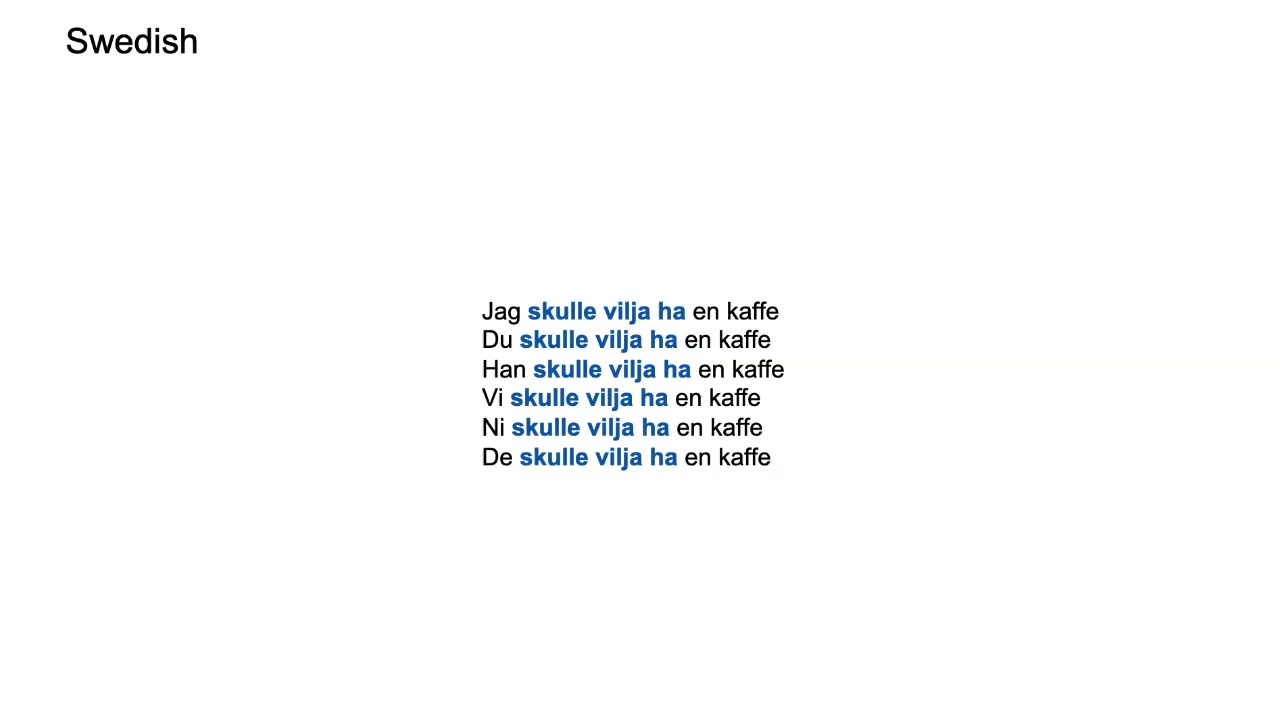 Swedish
Jag skulle vilja ha en kaffe
Du skulle vilja ha en kaffe
Han skulle vilja ha en kaffe
Vi skulle vilja ha en kaffe
Ni skulle vilja ha en kaffe
De skulle vilja ha en kaffe